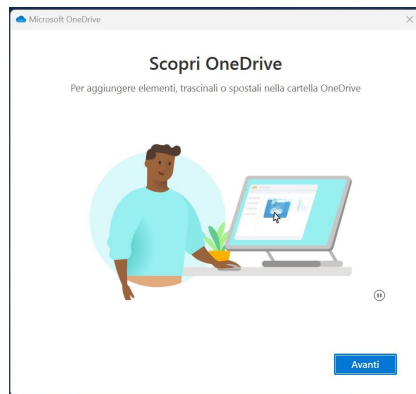 Microsoft OneDrive
Scopri OneDrive
Per aggiungere elementi, trascinali o spostali nella cartella OneDrive
Avanti